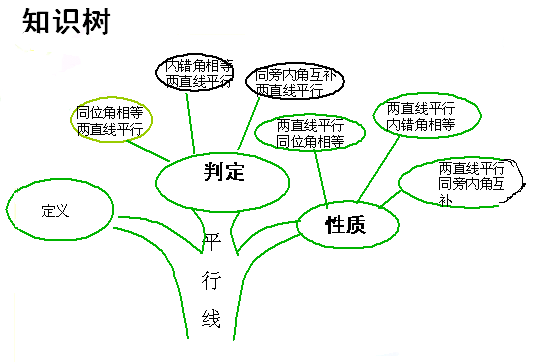 知识树
内错角相等
两直线平行
同旁内角互补
两直线平行
同位角相等
两直线平行
两直线平行
同位角相等
两直线平行
内错角相等
判定
两直线平行
同旁内角互
补
定义
性质
平
行
线